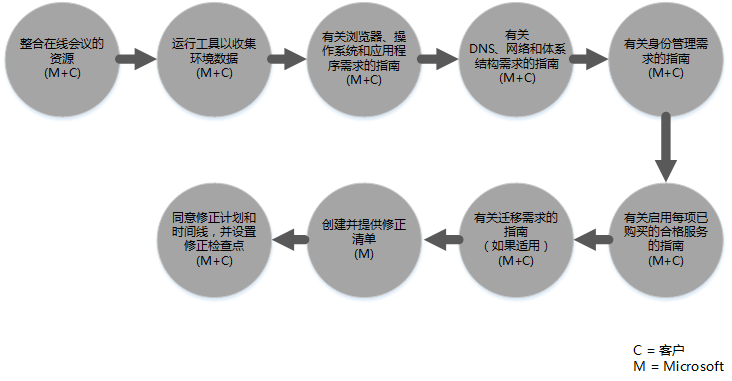 整合在线会议的
资源
(M+C)
运行工具以收集
环境数据
(M+C)
有关浏览器、操
作系统和应用程
序需求的指南
(M+C)
有关
DNS、网络和体系
结构需求的指南
(M+C)
有关身份管理需
求的指南
(M+C)
有关启用每项已
购买的合格服务
的指南
(M+C)
有关迁移需求的
指南
（如果适用）
(M+C)
创建并提供修正
清单
(M)
同意修正计划和
时间线，并设置
修正检查点
(M+C)
C = 客户
M = Microsoft